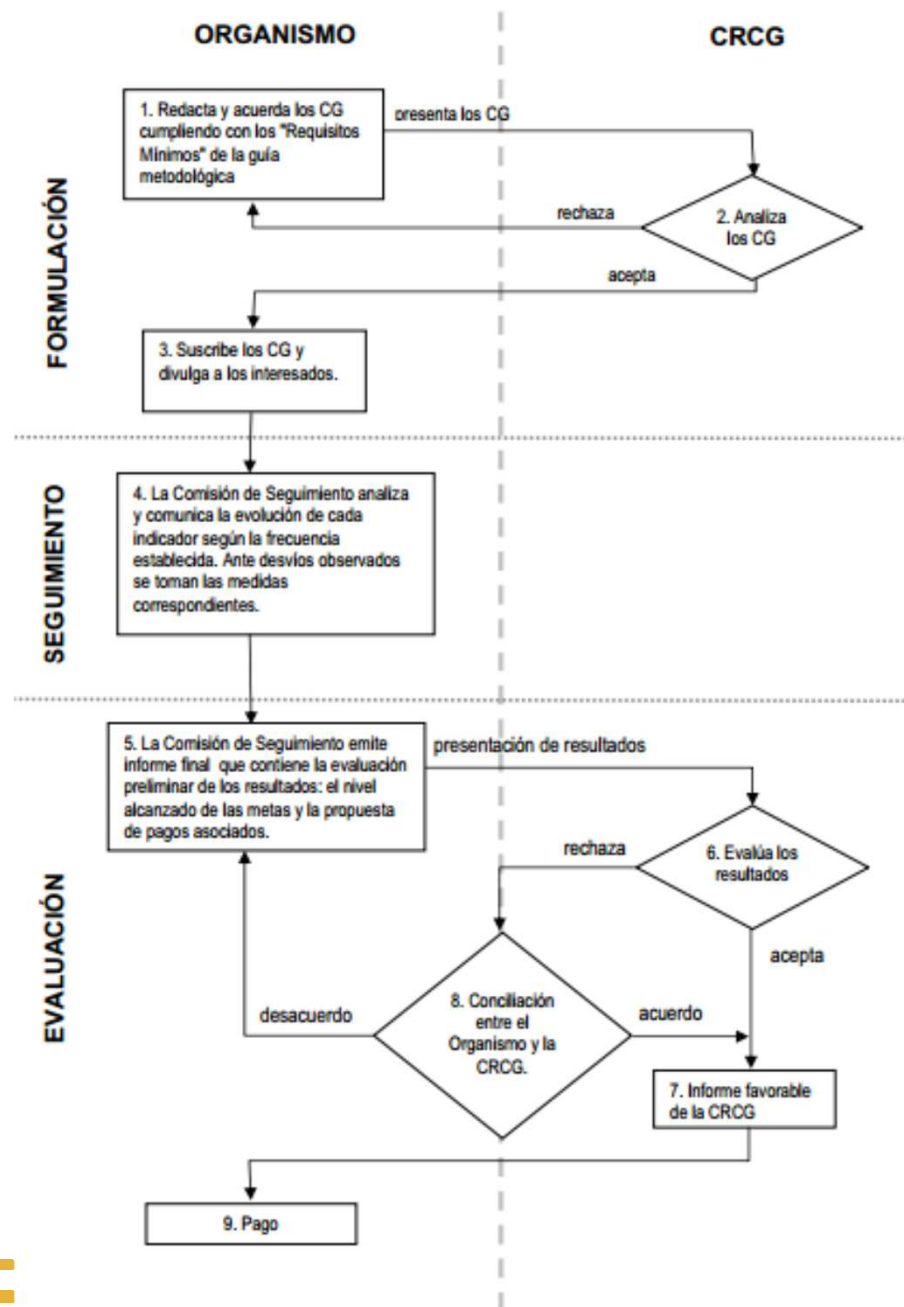 ORGANISMO
CRCG
FORMULACIÓN
1. Redacta y acuerda los CG
cumpliendo con los "Requisitos
Mínimos" de la guía
metodológica
presenta los CG
2. Analiza
los CG
rechaza
acepta
3. Suscribe los CG y
divulga a los interesados.
SEGUIMIENTO
4. La Comisión de Seguimiento analiza
y comunica la evolución de cada
indicador según la frecuencia
establecida. Ante desvíos observados
se toman las medidas
correspondientes.
EVALUACIÓN
5. La Comisión de Seguimiento emite
informe final que contiene la evaluación
preliminar de los resultados: el nivel
alcanzado de las metas y la propuesta
de pagos asociados.
presentación de resultados
6. Evalúa los
resultados
rechaza
acepta
8. Conciliación
entre el
Organismo y la
CRCG.
desacuerdo
acuerdo
7. Informe favorable
de la CRCG
9. Pago